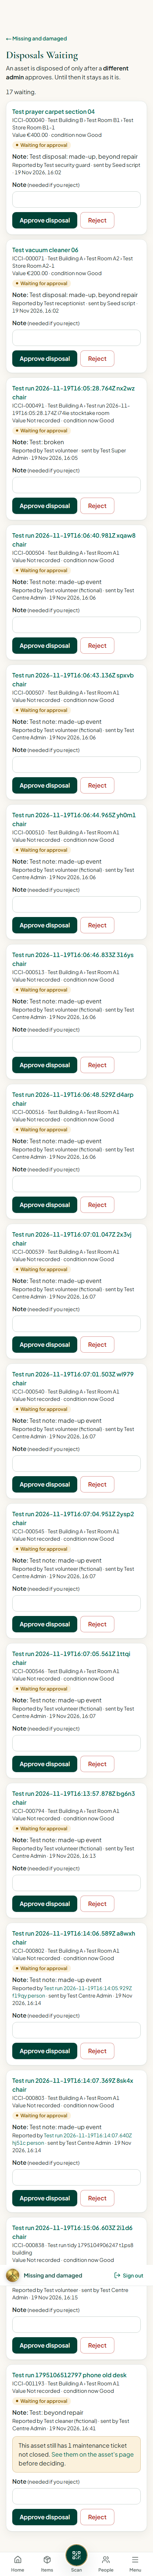 ← Missing and damaged
Disposals Waiting
An asset is disposed of only after a different
admin approves. Until then it stays as it is.
17 waiting.
Test prayer carpet section 04
ICCI-000040 · Test Building B › Test Room B1 › Test
Store Room B1-1
Value €400.00 · condition now Good
Waiting for approval
Note: Test disposal: made-up, beyond repair
Reported by Test security guard · sent by Seed script
· 19 Nov 2026, 16:02
Note (needed if you reject)
Approve disposal
Reject
Test vacuum cleaner 06
ICCI-000071 · Test Building A › Test Room A2 › Test
Store Room A2-1
Value €200.00 · condition now Good
Waiting for approval
Note: Test disposal: made-up, beyond repair
Reported by Test receptionist · sent by Seed script ·
19 Nov 2026, 16:02
Note (needed if you reject)
Approve disposal
Reject
Test run 2026-11-19T16:05:28.764Z nx2wz
chair
ICCI-000491 · Test Building A › Test run 2026-11-
Value Not recorded · condition now Good
Waiting for approval
Note: Test: broken
Reported by Test volunteer · sent by Test Super
Admin · 19 Nov 2026, 16:05
Note (needed if you reject)
Approve disposal
Reject
Test run 2026-11-19T16:06:40.981Z xqaw8
chair
ICCI-000504 · Test Building A › Test Room A1
Value Not recorded · condition now Good
Waiting for approval
Note: Test note: made-up event
Reported by Test volunteer (fictional) · sent by Test
Centre Admin · 19 Nov 2026, 16:06
Note (needed if you reject)
Approve disposal
Reject
Test run 2026-11-19T16:06:43.136Z spxvb
chair
ICCI-000507 · Test Building A › Test Room A1
Value Not recorded · condition now Good
Waiting for approval
Note: Test note: made-up event
Reported by Test volunteer (fictional) · sent by Test
Centre Admin · 19 Nov 2026, 16:06
Note (needed if you reject)
Approve disposal
Reject
Test run 2026-11-19T16:06:44.965Z yh0m1
chair
ICCI-000510 · Test Building A › Test Room A1
Value Not recorded · condition now Good
Waiting for approval
Note: Test note: made-up event
Reported by Test volunteer (fictional) · sent by Test
Centre Admin · 19 Nov 2026, 16:06
Note (needed if you reject)
Approve disposal
Reject
Test run 2026-11-19T16:06:46.833Z 316ys
chair
ICCI-000513 · Test Building A › Test Room A1
Value Not recorded · condition now Good
Waiting for approval
Note: Test note: made-up event
Reported by Test volunteer (fictional) · sent by Test
Centre Admin · 19 Nov 2026, 16:06
Note (needed if you reject)
Approve disposal
Reject
Test run 2026-11-19T16:06:48.529Z d4arp
chair
ICCI-000516 · Test Building A › Test Room A1
Value Not recorded · condition now Good
Waiting for approval
Note: Test note: made-up event
Reported by Test volunteer (fictional) · sent by Test
Centre Admin · 19 Nov 2026, 16:06
Note (needed if you reject)
Approve disposal
Reject
Test run 2026-11-19T16:07:01.047Z 2x3vj
chair
ICCI-000539 · Test Building A › Test Room A1
Value Not recorded · condition now Good
Waiting for approval
Note: Test note: made-up event
Reported by Test volunteer (fictional) · sent by Test
Centre Admin · 19 Nov 2026, 16:07
Note (needed if you reject)
Approve disposal
Reject
Test run 2026-11-19T16:07:01.503Z wl979
chair
ICCI-000540 · Test Building A › Test Room A1
Value Not recorded · condition now Good
Waiting for approval
Note: Test note: made-up event
Reported by Test volunteer (fictional) · sent by Test
Centre Admin · 19 Nov 2026, 16:07
Note (needed if you reject)
Approve disposal
Reject
Test run 2026-11-19T16:07:04.951Z 2ysp2
chair
ICCI-000545 · Test Building A › Test Room A1
Value Not recorded · condition now Good
Waiting for approval
Note: Test note: made-up event
Reported by Test volunteer (fictional) · sent by Test
Centre Admin · 19 Nov 2026, 16:07
Note (needed if you reject)
Approve disposal
Reject
Test run 2026-11-19T16:07:05.561Z 1ttqi
chair
ICCI-000546 · Test Building A › Test Room A1
Value Not recorded · condition now Good
Waiting for approval
Note: Test note: made-up event
Reported by Test volunteer (fictional) · sent by Test
Centre Admin · 19 Nov 2026, 16:07
Note (needed if you reject)
Approve disposal
Reject
Test run 2026-11-19T16:13:57.878Z bg6n3
chair
ICCI-000794 · Test Building A › Test Room A1
Value Not recorded · condition now Good
Waiting for approval
Note: Test note: made-up event
Reported by Test volunteer (fictional) · sent by Test
Centre Admin · 19 Nov 2026, 16:13
Note (needed if you reject)
Approve disposal
Reject
Test run 2026-11-19T16:14:06.589Z a8wxh
chair
ICCI-000802 · Test Building A › Test Room A1
Value Not recorded · condition now Good
Waiting for approval
Note: Test note: made-up event
Reported by Test run 2026-11-19T16:14:05.929Z
person · sent by Test Centre Admin · 19 Nov
2026, 16:14
Note (needed if you reject)
Approve disposal
Reject
Test run 2026-11-19T16:14:07.369Z 8sk4x
chair
ICCI-000803 · Test Building A › Test Room A1
Value Not recorded · condition now Good
Waiting for approval
Note: Test note: made-up event
Reported by Test run 2026-11-19T16:14:07.640Z
person · sent by Test Centre Admin · 19 Nov
2026, 16:14
Note (needed if you reject)
Approve disposal
Reject
Test run 2026-11-19T16:15:06.603Z 2i1d6
chair
ICCI-000838 · Test run tidy 1795104906247 t1ps8
building
Value Not recorded · condition now Good
Missing and damaged
Sign out
Reported by Test volunteer · sent by Test Centre
Admin · 19 Nov 2026, 16:15
Note (needed if you reject)
Approve disposal
Reject
Test run 1795106512797 phone old desk
ICCI-001193 · Test Building A › Test Room A1
Value Not recorded · condition now Good
Waiting for approval
Note: Test: beyond repair
Reported by Test cleaner (fictional) · sent by Test
Centre Admin · 19 Nov 2026, 16:41
This asset still has 1 maintenance ticket
not closed. See them on the asset's page
before deciding.
Note (needed if you reject)
Approve disposal
Reject
Home
Items
Scan
People
Menu